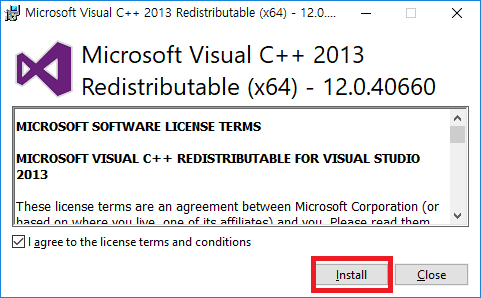 Microsoft Visual C++ 2013 Redistributable (x64) - 12.0....
Microsoft Visual C++ 2013
Redistributable (x64) - 12.0.40660
MICROSOFT SOFTWARE LICENSE TERMS
MICROSOFT VISUAL C++ REDISTRIBUTABLE FOR VISUAL STUDIO
2013
These license terms are an agreement between Microsoft Corporation (or
based on where you live, one of its affiliates) and you. Please read them
I agree to the license terms and conditions
Install
Close